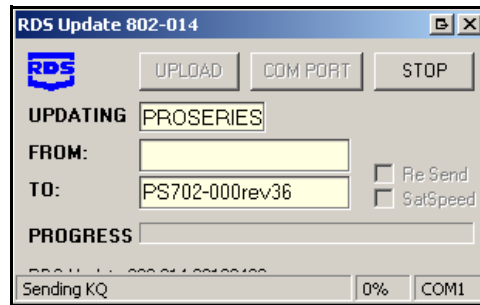 RDS Update 802-014
RDS UPLOAD COM PORT STOP
UPDATING PROSERIES
FROM:
Re Send
TO: PS702-000rev36
SatSpeed
PROGRESS
Sending KQ 0% COM1